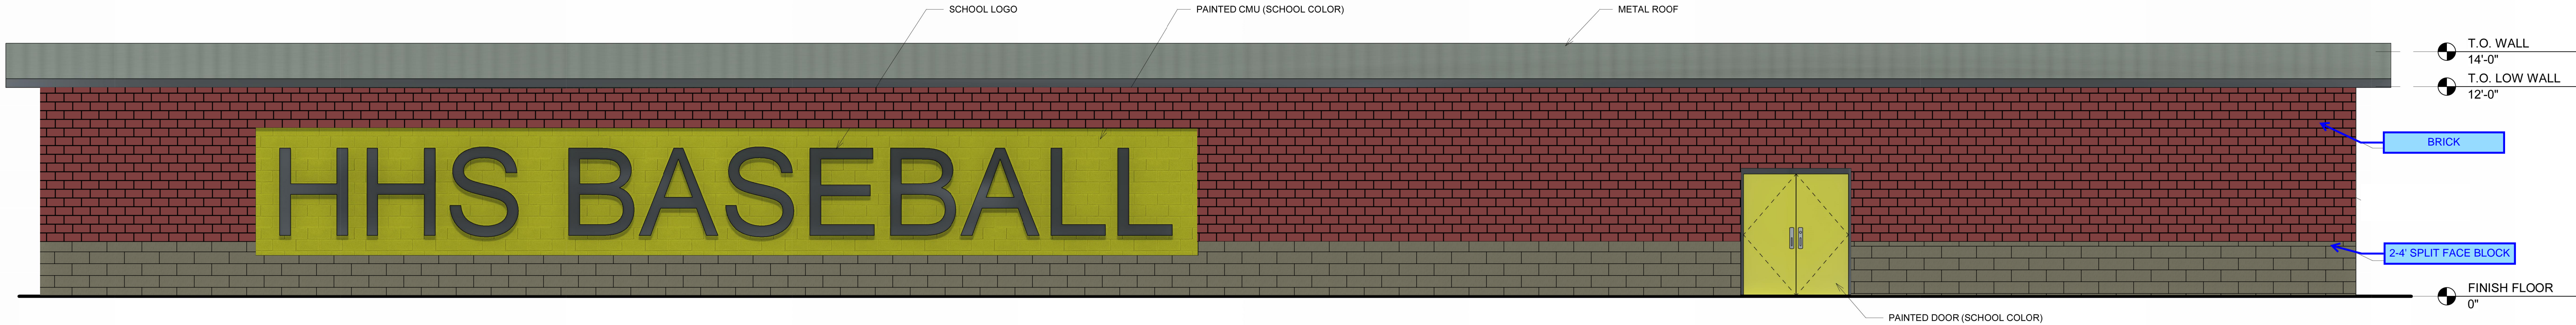 SCHOOL LOGO
PAINTED CMU (SCHOOL COLOR)
METAL ROOF
T.O. WALL
14'-0"
T.O. LOW WALL
12'-0"
BRICK
HHS BASEBALL
2-4' SPLIT FACE BLOCK
FINISH FLOOR
0"
PAINTED DOOR (SCHOOL COLOR)